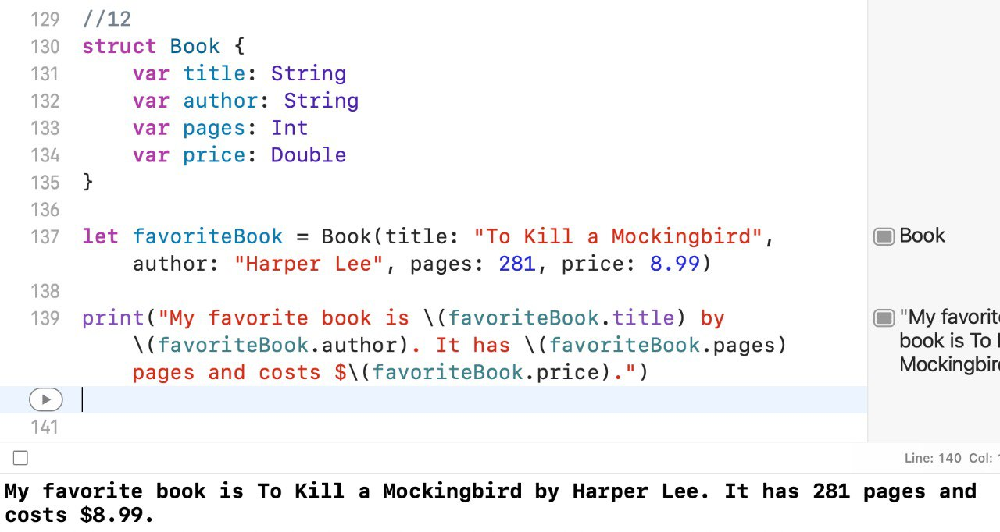 129 //12
130 struct Book {
131 var title: String
132 var author: String
133 var pages: Int
134 var price: Double
135 }
136
137 let favoriteBook = Book(title: "To Kill a Mockingbird",
author: "Harper Lee", pages: 281, price: 8.99)
Book
138
139 print("My favorite book is \(favoriteBook.title) by
\(favoriteBook.author). It has \(favoriteBook.pages)
pages and costs $\(favoriteBook.price).")
"My favorite
book is To
Mockingbird
141
Line: 140 Col:
My favorite book is To Kill a Mockingbird by Harper Lee. It has 281 pages and
costs $8.99.